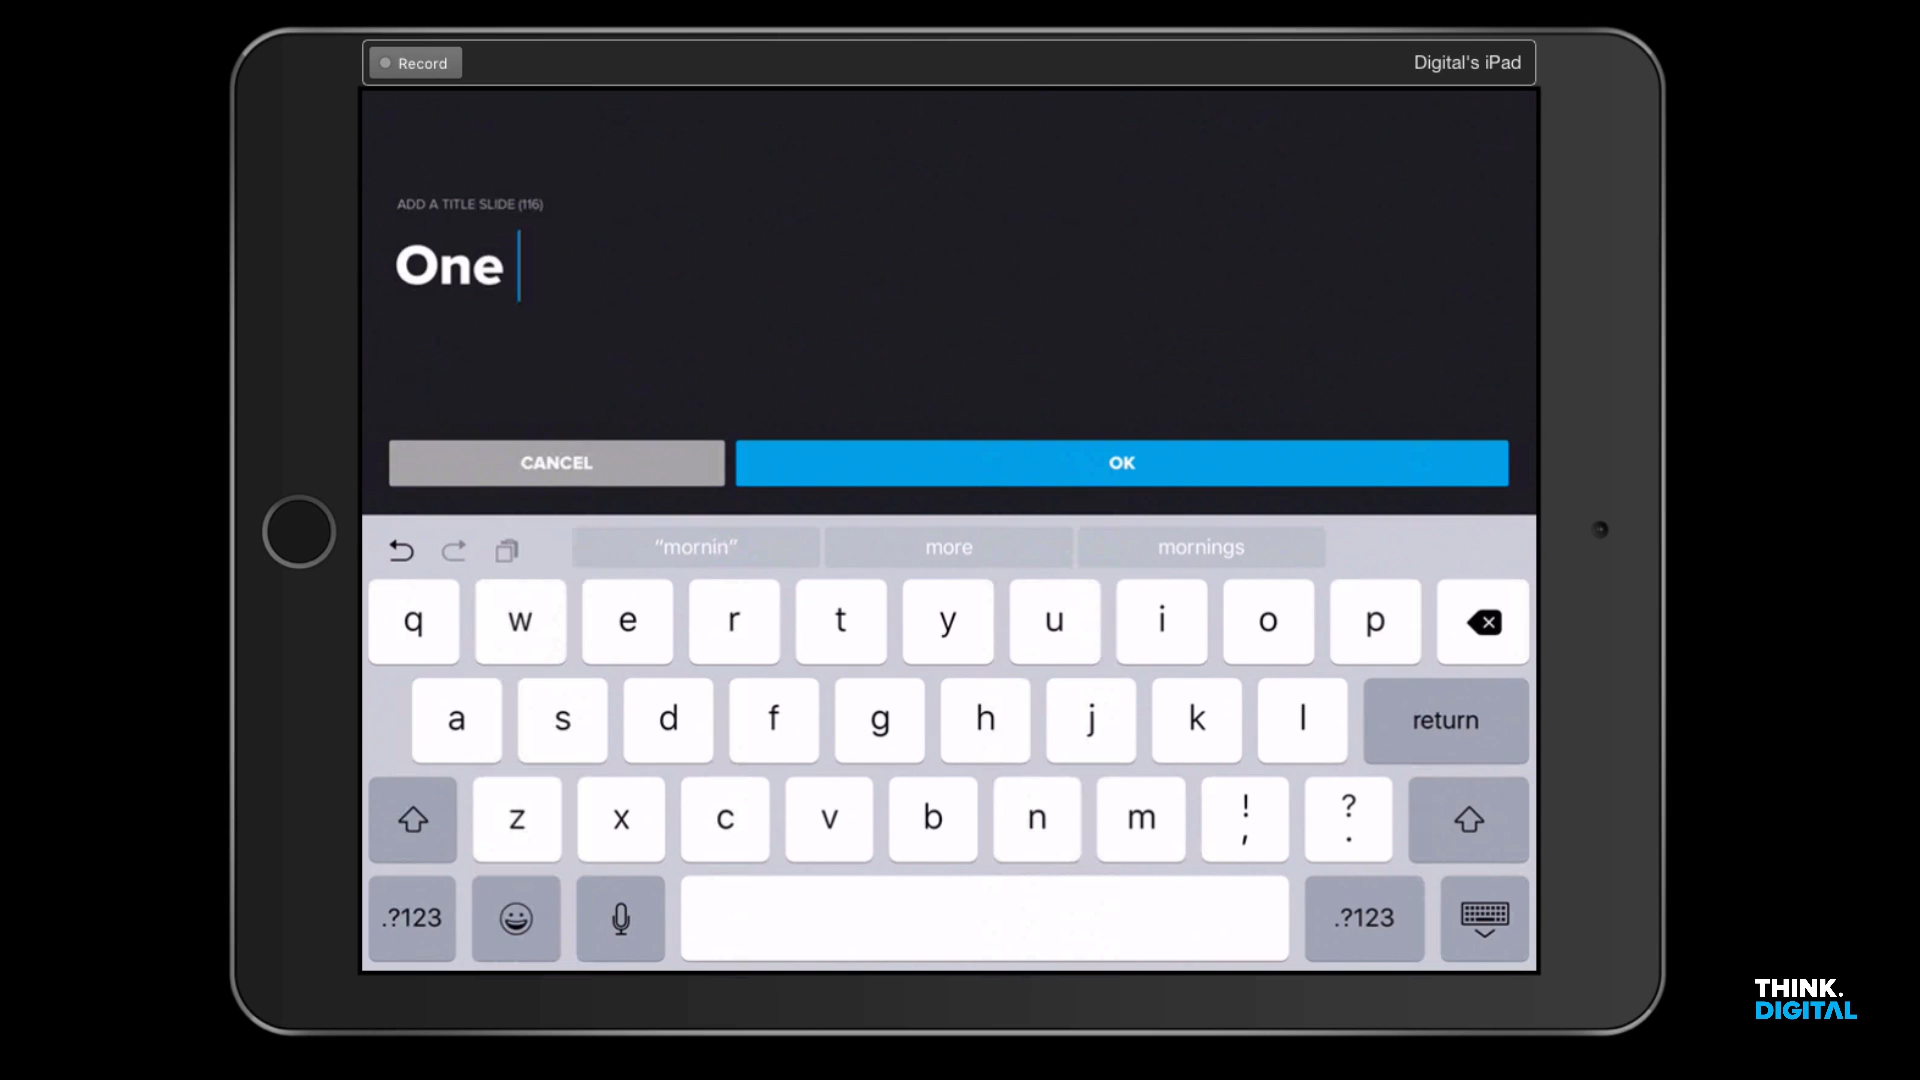 Record
Digital's iPad
ADD A TITLE SLIDE (116)
One
CANCEL
OK
“mornin”
more
mornings
q w e r t y u i o p
a s d f g h j k l return
z x c v b n m ! , ? .
.?123
.?123
THINK.
DIGITAL